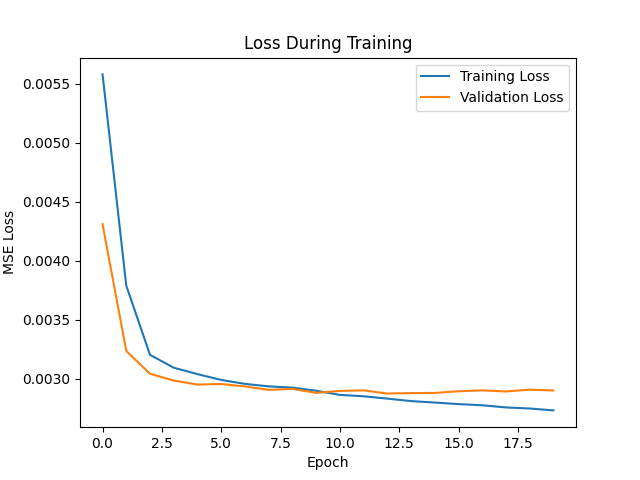 Loss During Training
Training Loss
Validation Loss
0.0055
0.0050
0.0045
0.0040
0.0035
0.0030
MSE Loss
0.0
2.5
5.0
7.5
10.0
12.5
15.0
17.5
Epoch